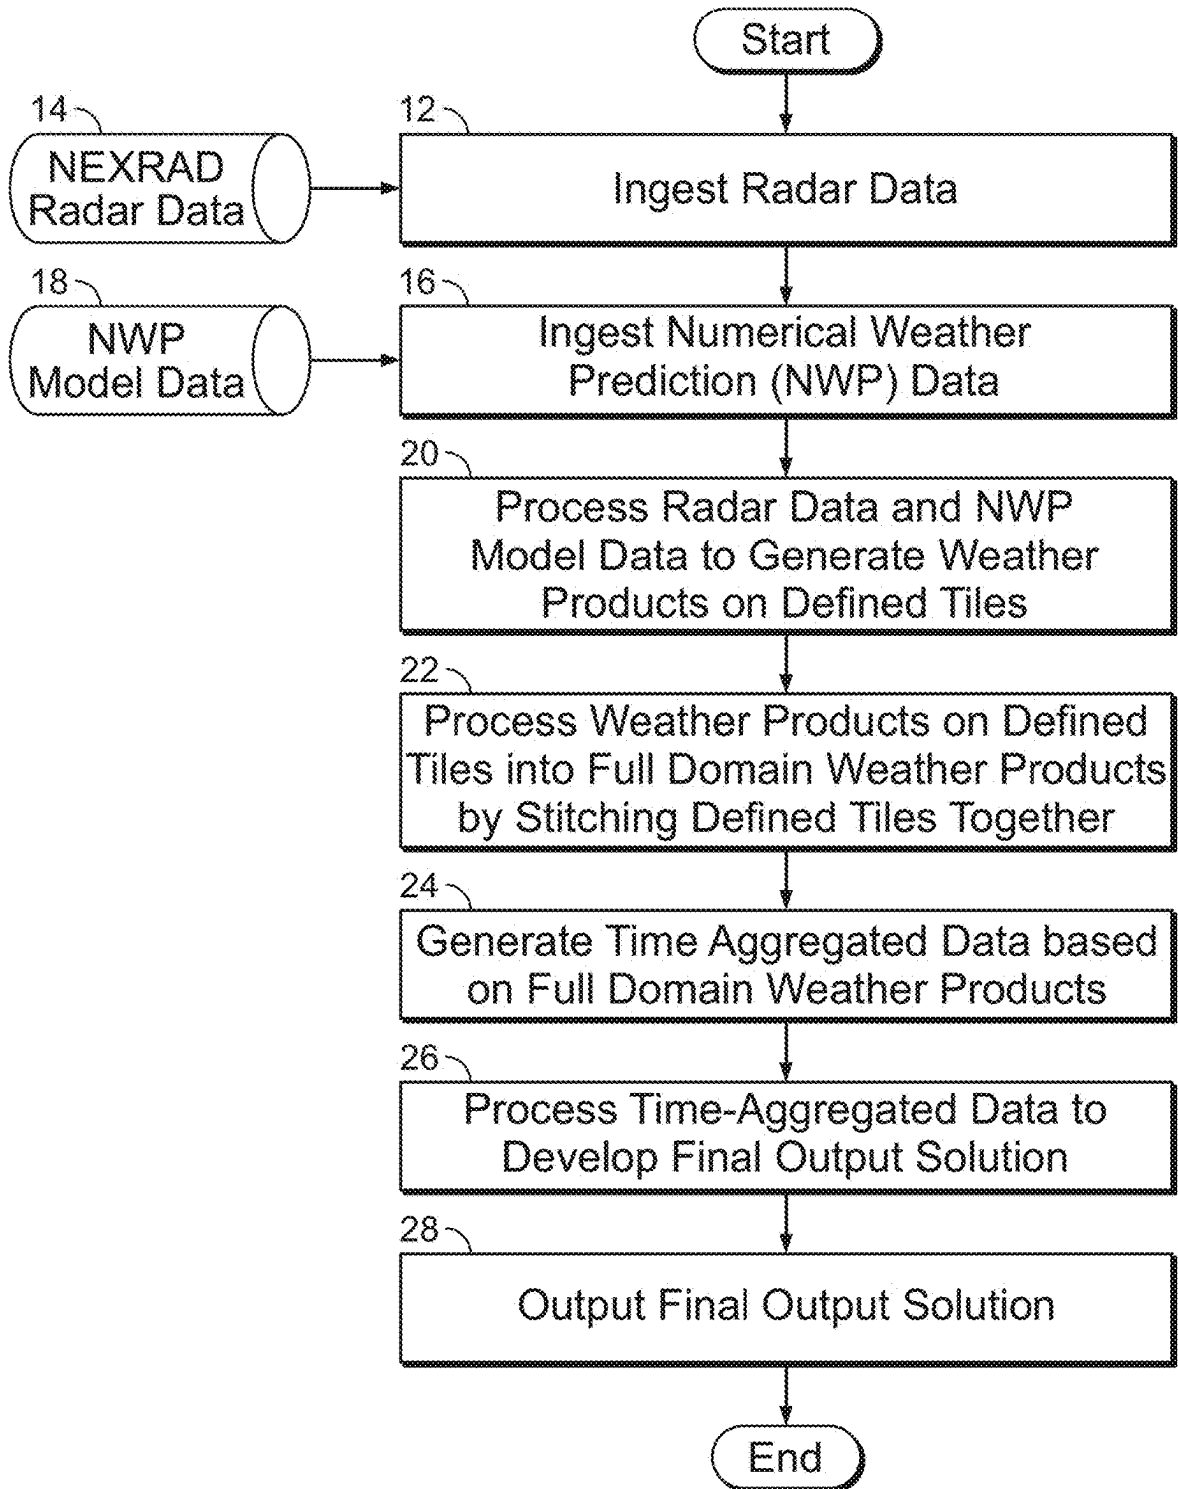 Start
14
12
NEXRAD
Radar Data
Ingest Radar Data
18
16
NWP
Model Data
Ingest Numerical Weather
Prediction (NWP) Data
20
Process Radar Data and NWP
Model Data to Generate Weather
Products on Defined Tiles
22
Process Weather Products on Defined
Tiles into Full Domain Weather Products
by Stitching Defined Tiles Together
24
Generate Time Aggregated Data based
on Full Domain Weather Products
26
Process Time-Aggregated Data to
Develop Final Output Solution
28
Output Final Output Solution
End